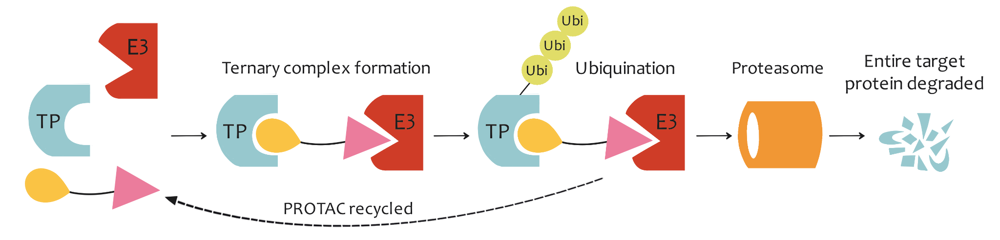 E3
TP
Ternary complex formation
TP
E3
Ubi
Ubi
Ubi
Ubiquination
TP
E3
Proteasome
Entire target
protein degraded
PROTAC recycled